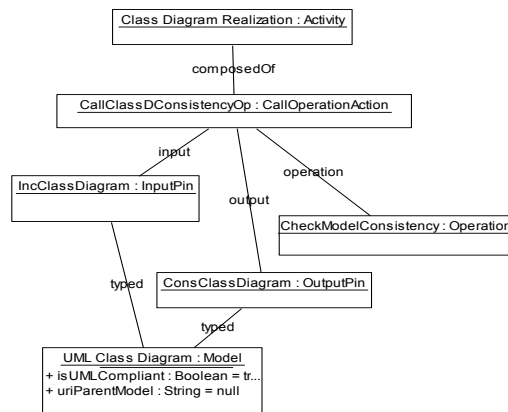 Class Diagram Realization : Activity
composedOf
CallClassDConsistencyOp : CallOperationAction
input
operation
IncClassDiagram : InputPin
output
CheckModelConsistency: Operation
typed
ConsClassDiagram : OutputPin
typed
UML Class Diagram : Model
+ isUMLCompliant : Boolean = tr...
+ uriParentModel : String = null